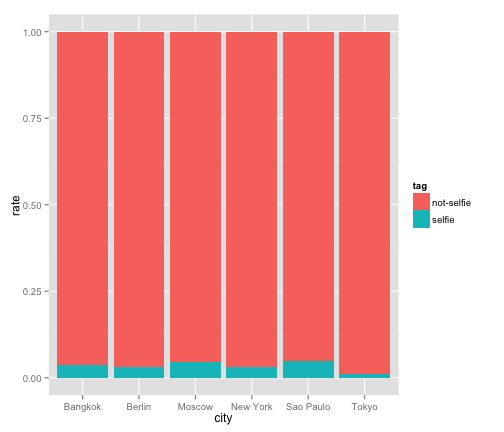 1.00
0.75
0.50
0.25
0.00
rate
Bangkok Berlin Moscow New York Sao Paulo Tokyo
city
tag
not-selfie
selfie